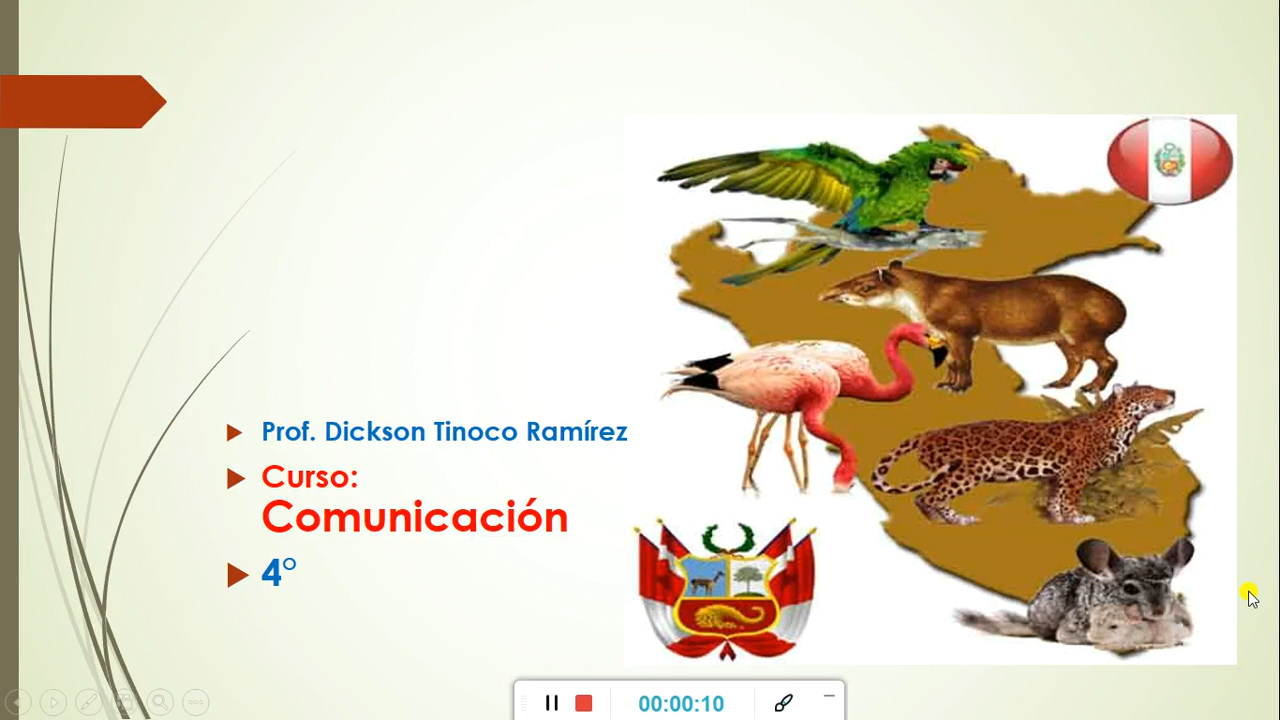 Prof. Dickson Tinoco Ramírez
Curso:
Comunicación
4°
00:00:10